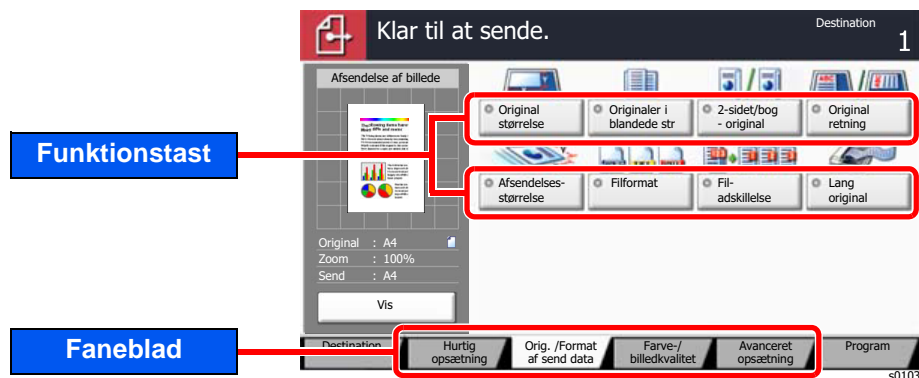 Klar til at sende.
Destination
1
Afsendelse af billede
Original
størrelse
Originaler i
blandede str
2-sidet/bog
- original
Original
retning
Funktionstast
Afsendelses-
størrelse
Filformat
Fil-
adskillelse
Lang
original
Original : A4
Zoom : 100%
Send : A4
Vis
Faneblad
Destination
Hurtig
opsætning
Orig. /Format
af send data
Farve-/
billedkvalitet
Avanceret
opsætning
Program
s0103